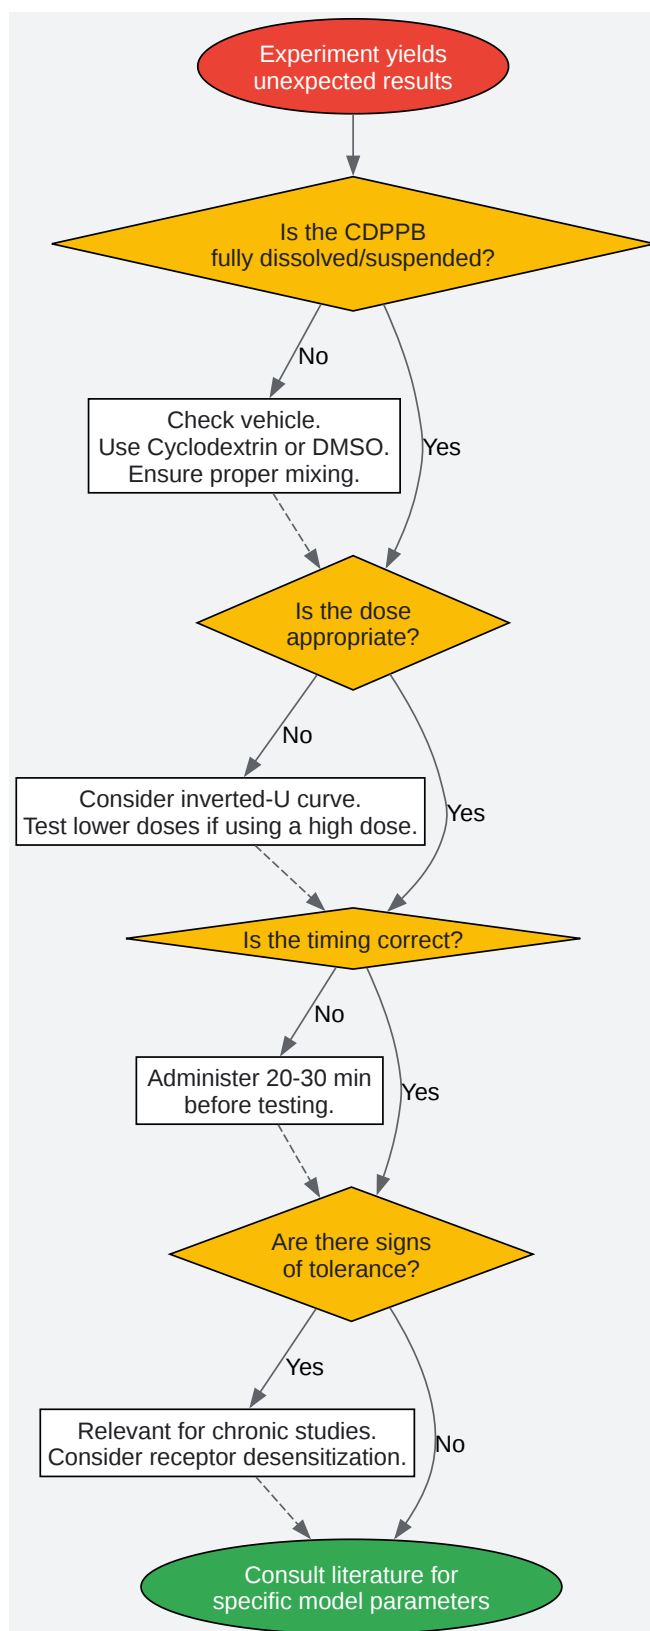 Experiment yields
unexpected results
Is the CDPPB
fully dissolved/suspended?
No
Yes
Check vehicle.
Use Cyclodextrin or DMSO.
Ensure proper mixing.
Is the dose
appropriate?
No
Yes
Consider inverted-U curve.
Test lower doses if using a high dose.
Is the timing correct?
No
Yes
Administer 20-30 min
before testing.
Are there signs
of tolerance?
Yes
No
Relevant for chronic studies.
Consider receptor desensitization.
Consult literature for
specific model parameters